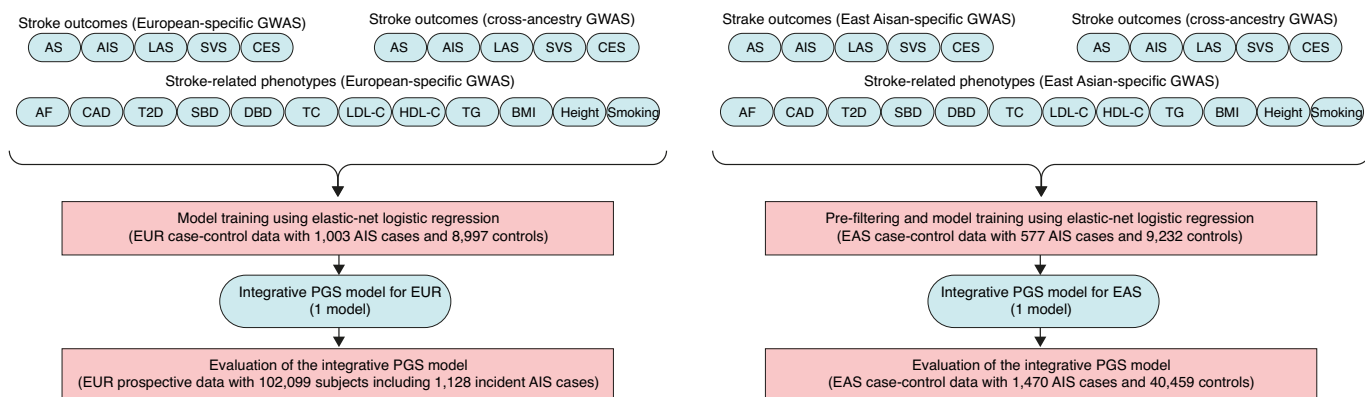 Stroke outcomes (European-specific GWAS)
AS AIS LAS SVS CES
Stroke outcomes (cross-ancestry GWAS)
AS AIS LAS SVS CES
Stroke-related phenotypes (European-specific GWAS)
AF CAD T2D SBD DBD TC LDL-C HDL-C TG BMI Height Smoking
Model training using elastic-net logistic regression
(EUR case-control data with 1,003 AIS cases and 8,997 controls)
Integrative PGS model for EUR
(1 model)
Evaluation of the integrative PGS model
(EUR prospective data with 102,099 subjects including 1,128 incident AIS cases)
Strake outcomes (East Aisan-specific GWAS)
AS AIS LAS SVS CES
Stroke outcomes (cross-ancestry GWAS)
AS AIS LAS SVS CES
Stroke-related phenotypes (East Asian-specific GWAS)
AF CAD T2D SBD DBD TC LDL-C HDL-C TG BMI Height Smoking
Pre-filtering and model training using elastic-net logistic regression
(EAS case-control data with 577 AIS cases and 9,232 controls)
Integrative PGS model for EAS
(1 model)
Evaluation of the integrative PGS model
(EAS case-control data with 1,470 AIS cases and 40,459 controls)